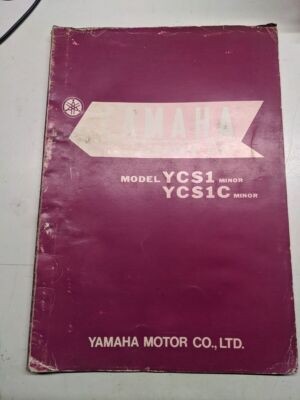 YAMAHA
MODEL YCS1 MINOR
YCS1C MINOR
YAMAHA MOTOR CO., LTD.